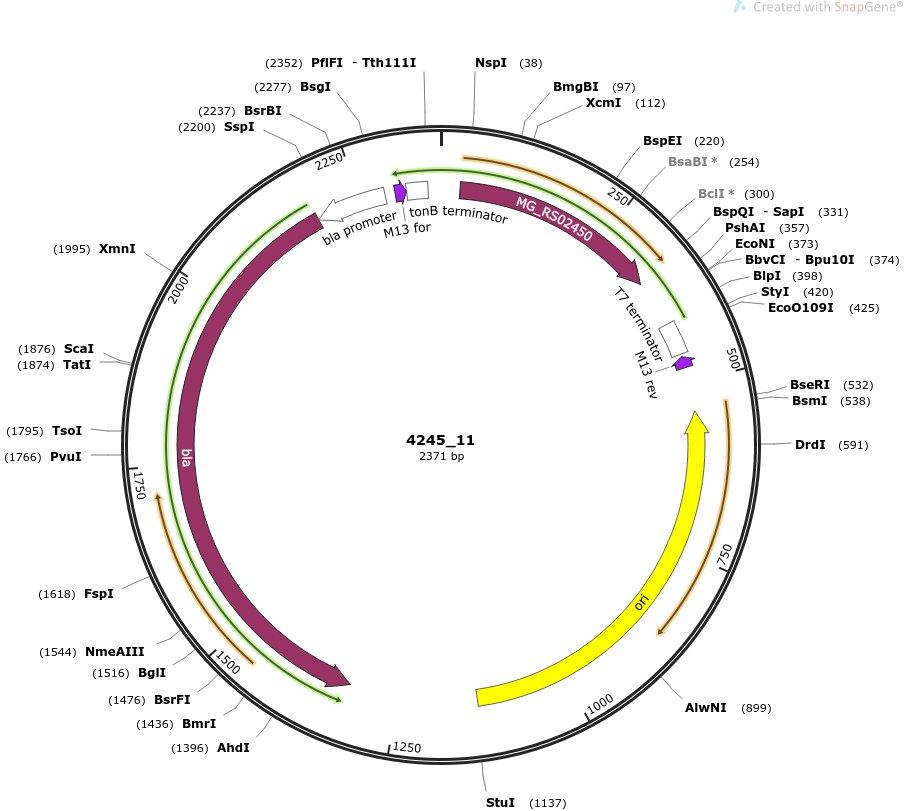 Created with SnapGene®
(2352) PflFI - Tth111I
NspI (38)
(2277) BsgI
BmgBI (97)
(2237) BsrBI
XcmI (112)
(2200) SspI
BspEI (220)
BsaBI * (254)
2250
250
BclI * (300)
MG_RS02450
tonB terminator
bla promoter
M13 for
BspQI - SapI (331)
PshAI (357)
EcoNI (373)
(1995) XmnI
BbvCI - Bpu10I (374)
BlpI (398)
2000
StyI (420)
EcoO109I (425)
T7 terminator
(1876) ScaI
(1874) TatI
500
M13 rev
BseRI (532)
BsmI (538)
(1795) TsoI
4245_11
DrdI (591)
2371 bp
(1766) PvuI
bla
1750
750
(1618) FspI
ori
(1544) NmeAIII
1500
(1516) BglI
(1476) BsrFI
1000
AlwNI (899)
(1436) BmrI
(1396) AhdI
1250
StuI (1137)